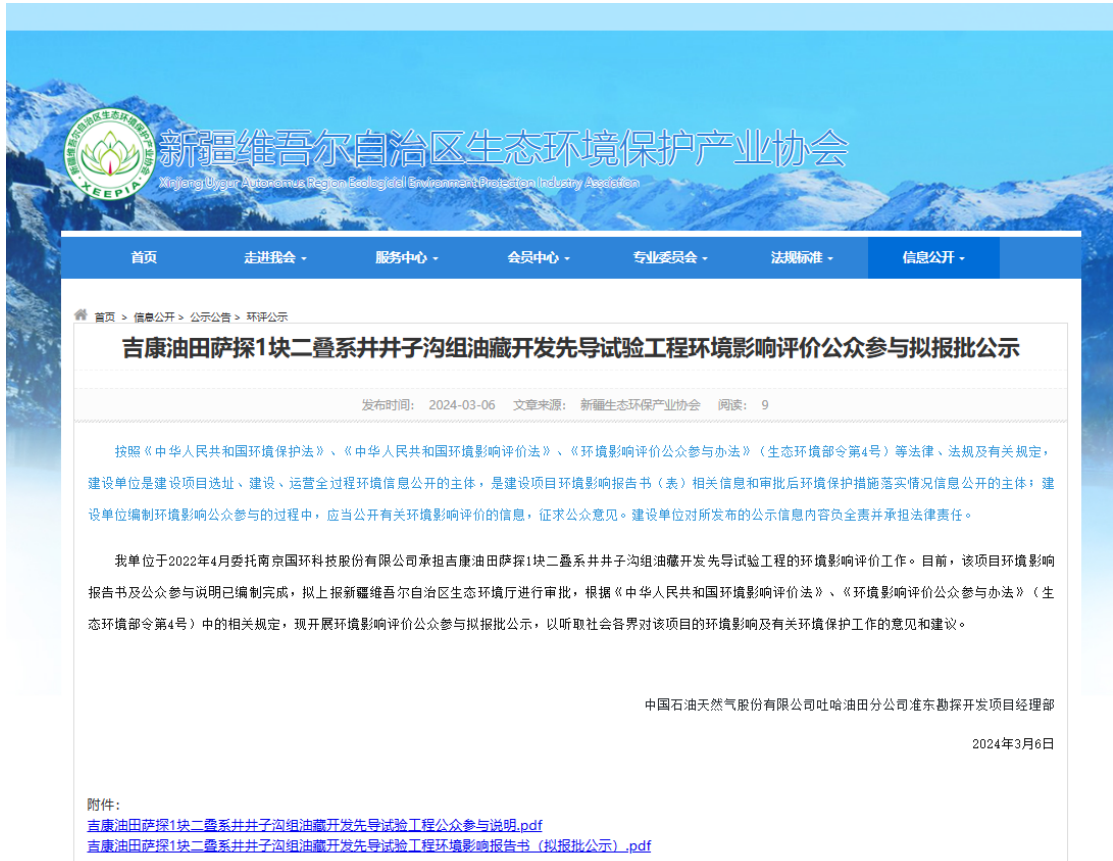 新疆维吾尔自治区生态环境保护产业协会
XEEPIA
新疆维吾尔自治区生态环境保护产业协会
Xinjiang Uygur Autonomus Region Ecologidal Environment Protection Industry Assdation
首页 走进我会 服务中心 会员中心 专业委员会 法规标准 信息公开
首页 > 信息公开 > 公示公告 > 环评公示
吉康油田萨探1块二叠系井井子沟组油藏开发先导试验工程环境影响评价公众参与拟报批公示
发布时间: 2024-03-06 文章来源: 新疆生态环保产业协会 阅读: 9
按照《中华人民共和国环境保护法》、《中华人民共和国环境影响评价法》、《环境影响评价公众参与办法》（生态环境部令第4号）等法律、法规及有关规定，
建设单位是建设项目选址、建设、运营全过程环境信息公开的主体，是建设项目环境影响报告书（表）相关信息和审批后环境保护措施落实情况信息公开的主体；建
设单位编制环境影响公众参与的过程中，应当公开有关环境影响评价的信息，征求公众意见。建设单位对所发布的公示信息内容负全责并承担法律责任。
我单位于2022年4月委托南京国环科技股份有限公司承担吉康油田萨探1块二叠系井井子沟组油藏开发先导试验工程的环境影响评价工作。目前，该项目环境影响
报告书及公众参与说明已编制完成，拟上报新疆维吾尔自治区生态环境厅进行审批，根据《中华人民共和国环境影响评价法》、《环境影响评价公众参与办法》（生
态环境部令第4号）中的相关规定，现开展环境影响评价公众参与拟报批公示，以听取社会各界对该项目的环境影响及有关环境保护工作的意见和建议。
中国石油天然气股份有限公司吐哈油田分公司准东勘探开发项目经理部
2024年3月6日
附件：
吉康油田萨探1块二叠系井井子沟组油藏开发先导试验工程公众参与说明.pdf
吉康油田萨探1块二叠系井井子沟组油藏开发先导试验工程环境影响报告书（拟报批公示）.pdf